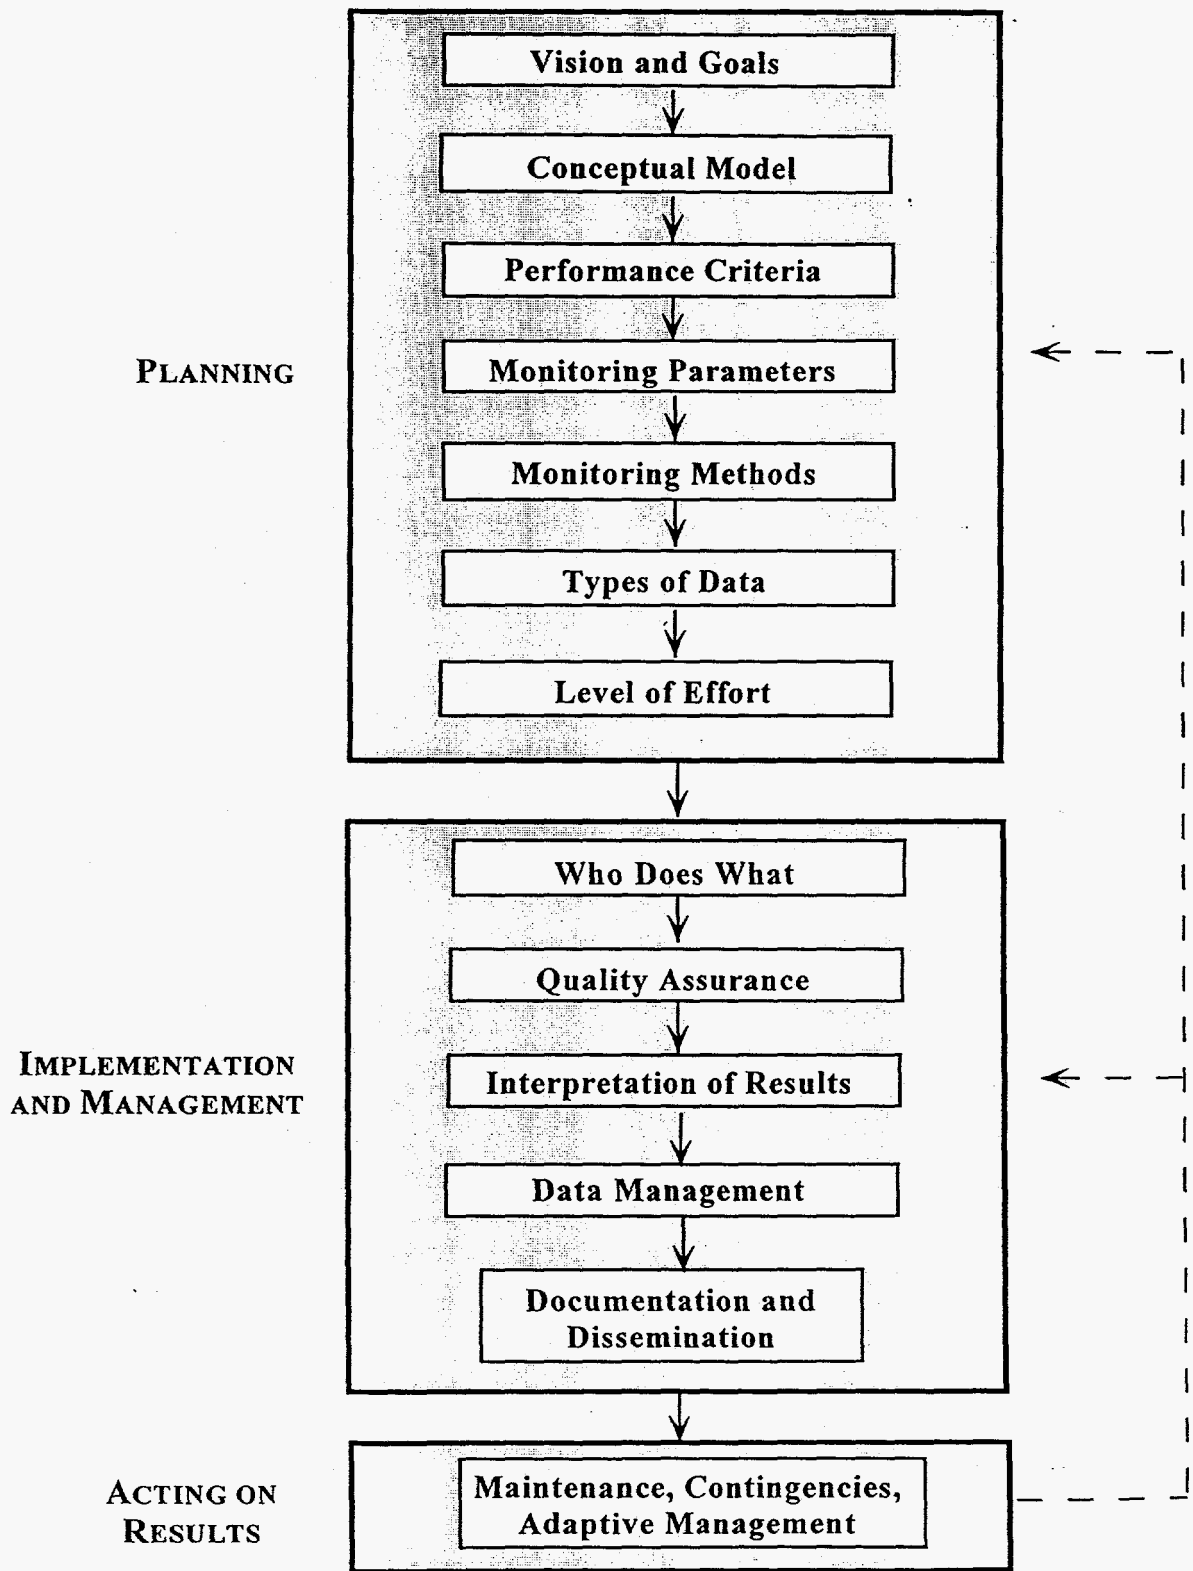 Vision and Goals
Conceptual Model
Performance Criteria
PLANNING
Monitoring Parameters
Monitoring Methods
Types of Data
Level of Effort
Who Does What
Quality Assurance
IMPLEMENTATION
AND MANAGEMENT
Interpretation of Results
Data Management
Documentation and
Dissemination
ACTING ON
RESULTS
Maintenance, Contingencies,
Adaptive Management